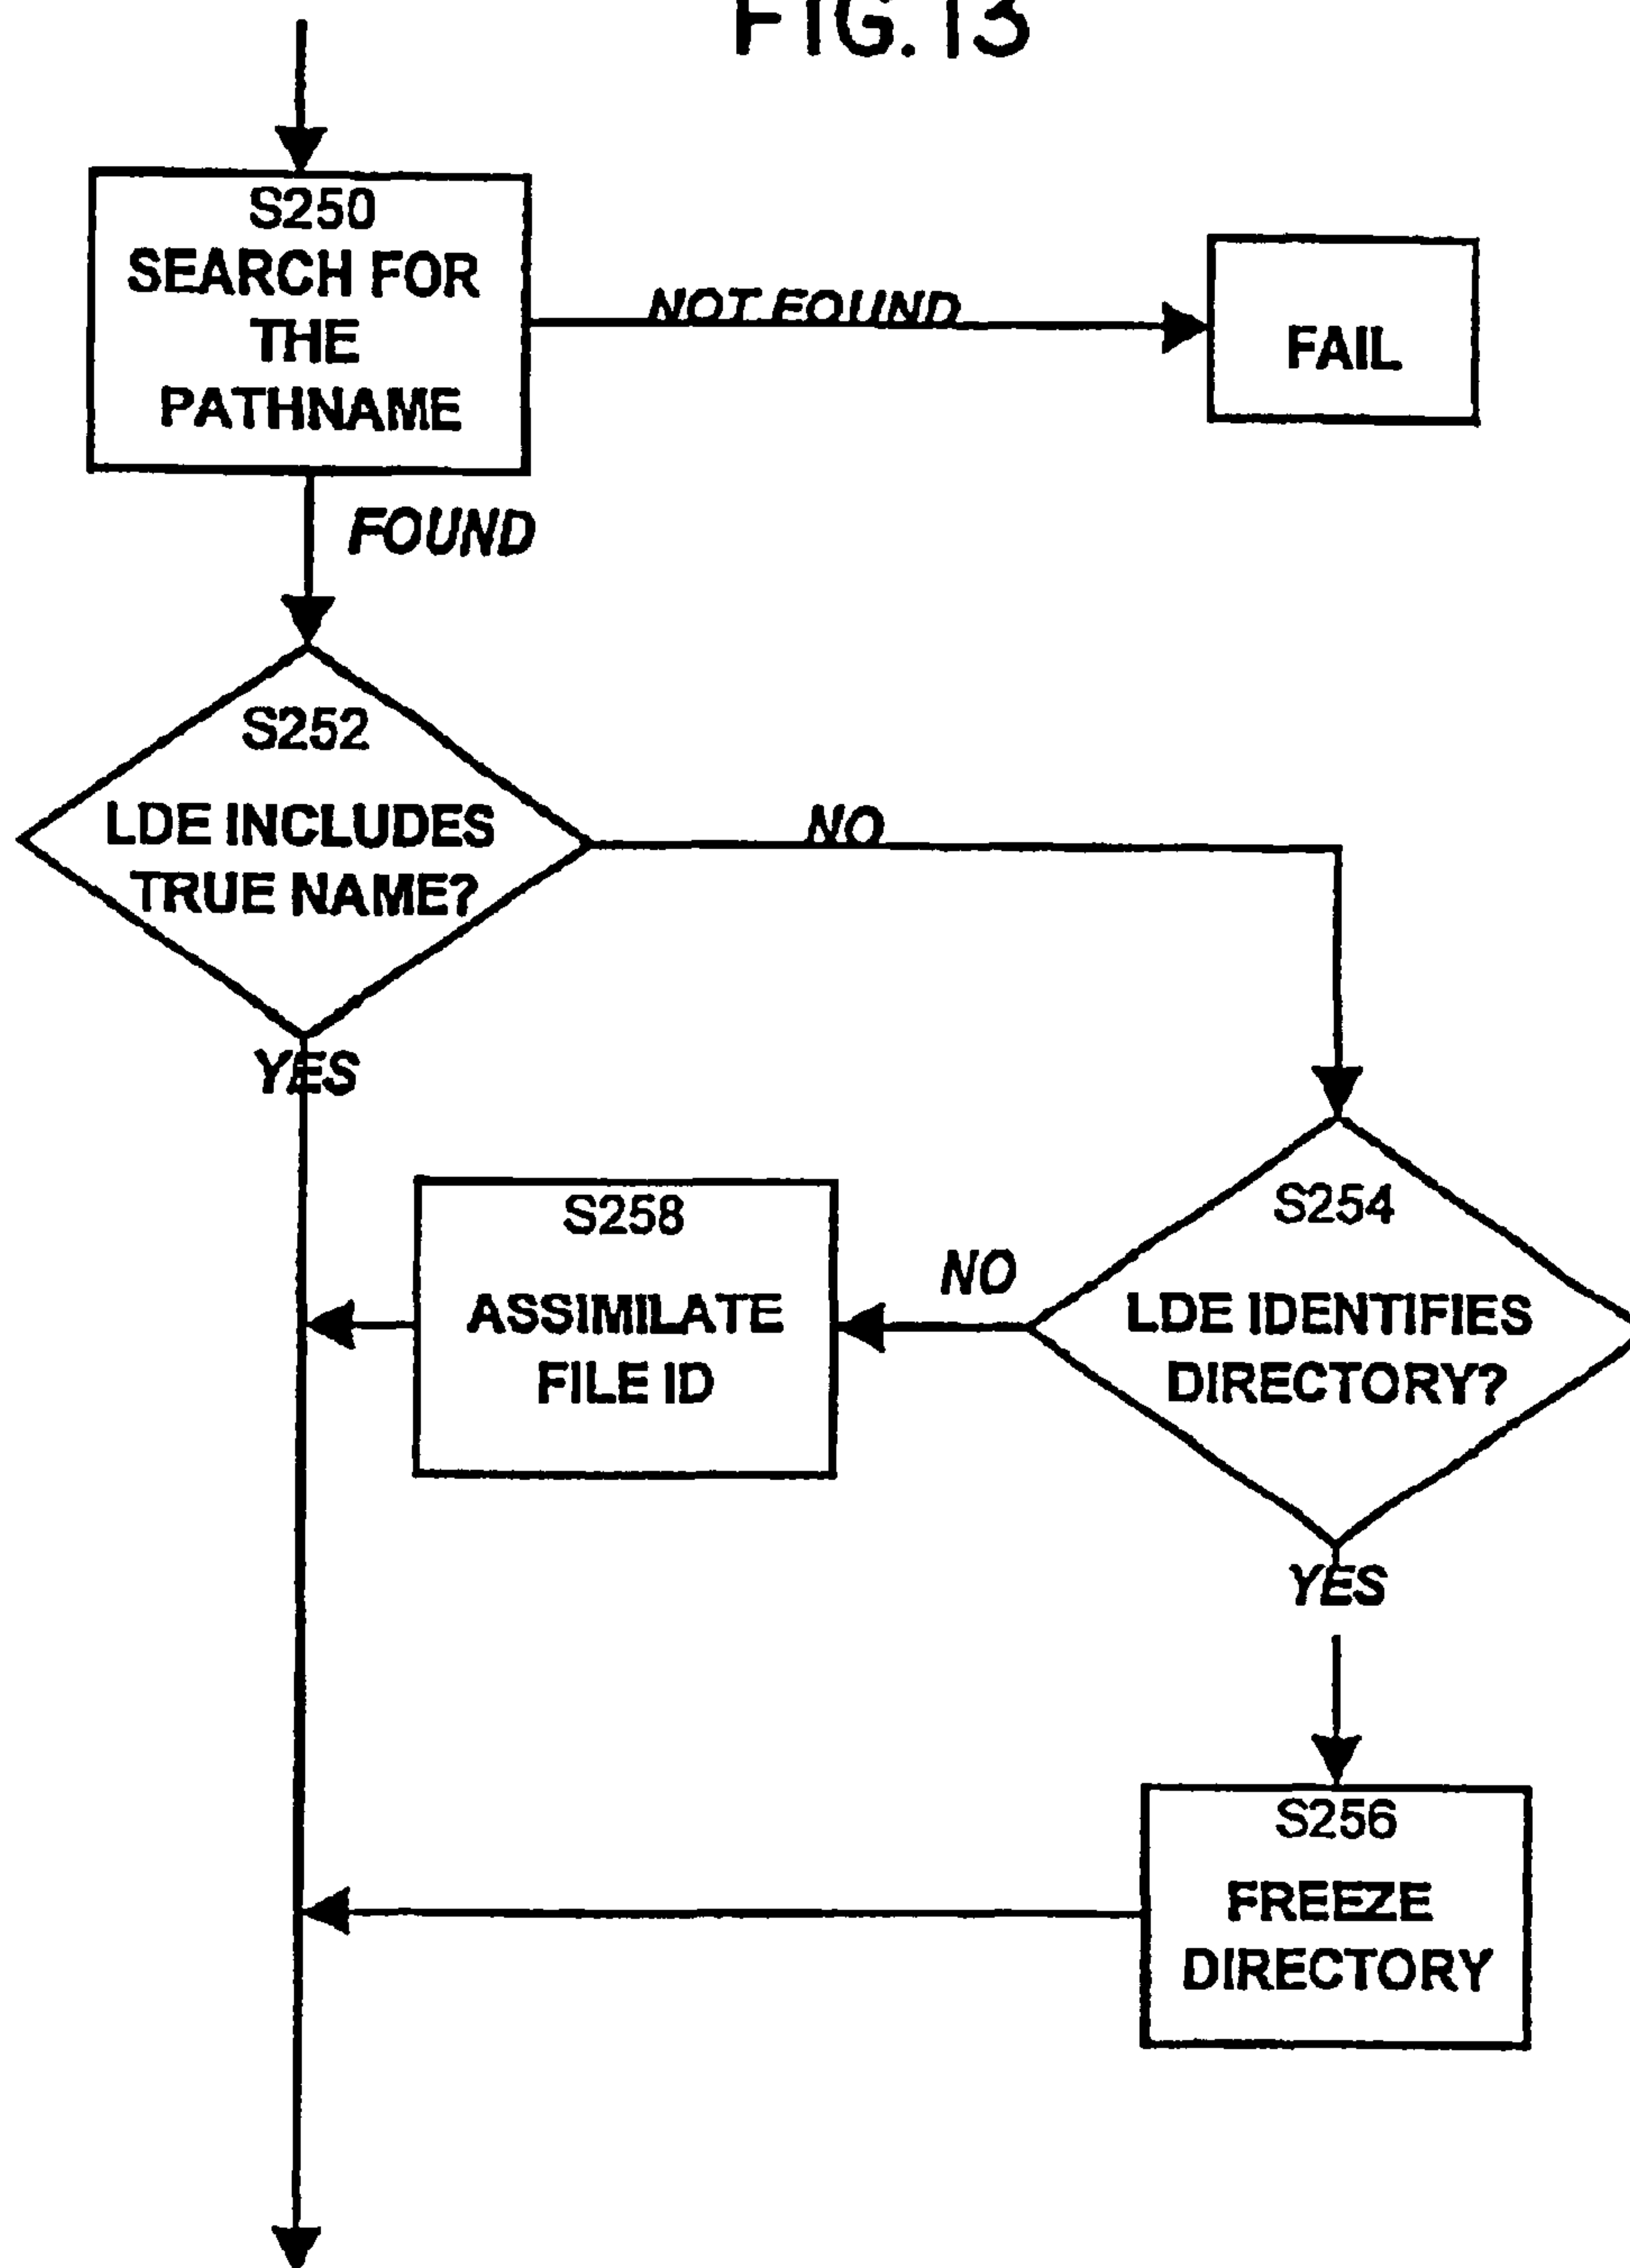 FIG.13
S250
SEARCH FOR
THE
PATHNAME
NOT FOUND
FAIL
FOUND
S252
LDE INCLUDES
TRUE NAME?
NO
YES
S254
LDE IDENTIFIES
DIRECTORY?
NO
S258
ASSIMILATE
FILE ID
YES
S256
FREEZE
DIRECTORY